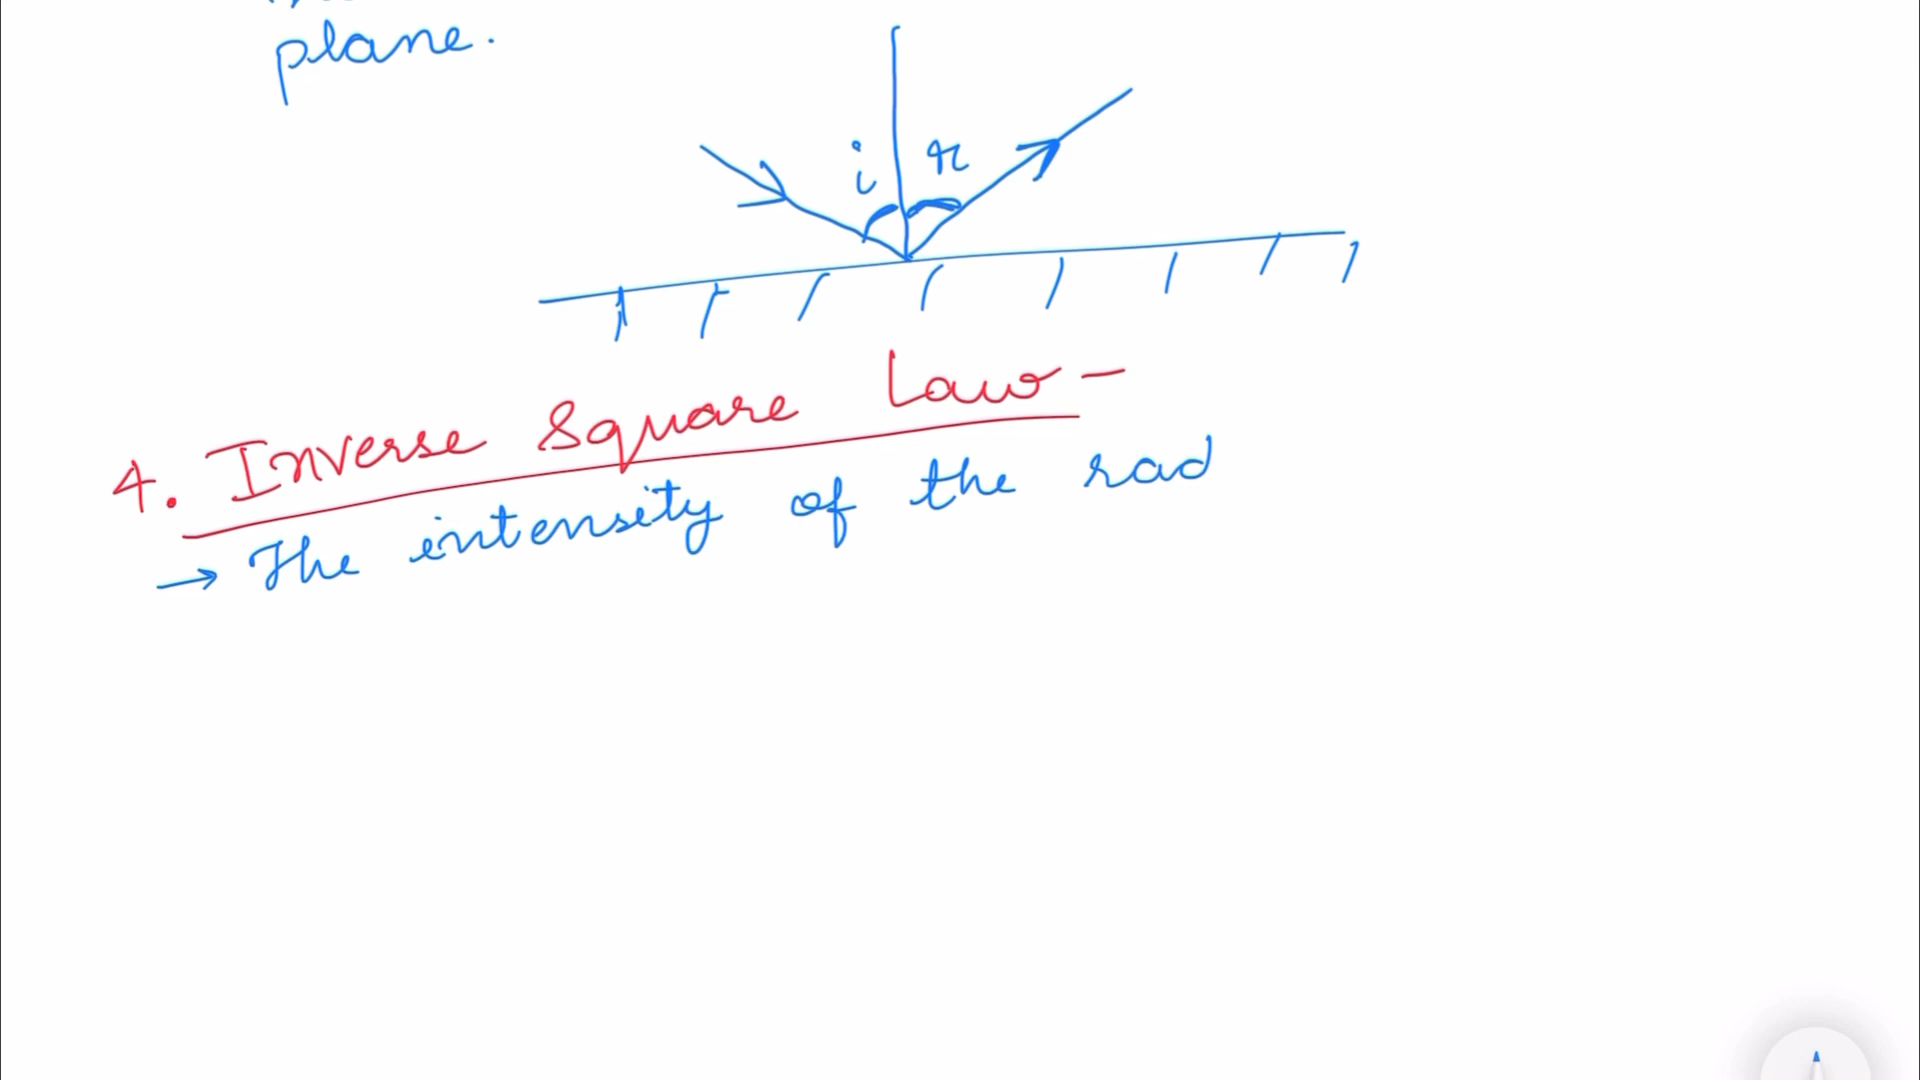 plane.
i r
4. Inverse Square Law -
→ The intensity of the rad